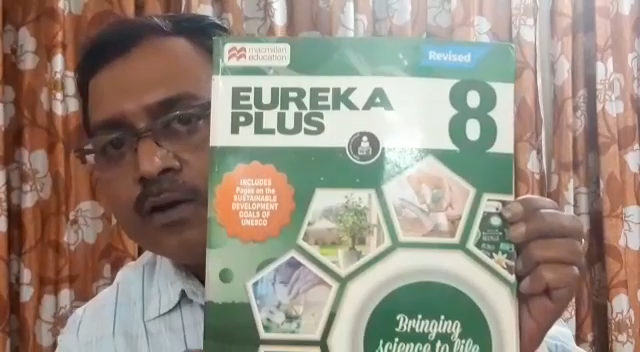 macmillan
education
Revised
EUREKA
PLUS
8
INCLUDES
Pages on the
SUSTAINABLE
DEVELOPMENT
GOALS OF
UNESCO
Bringing
science to life